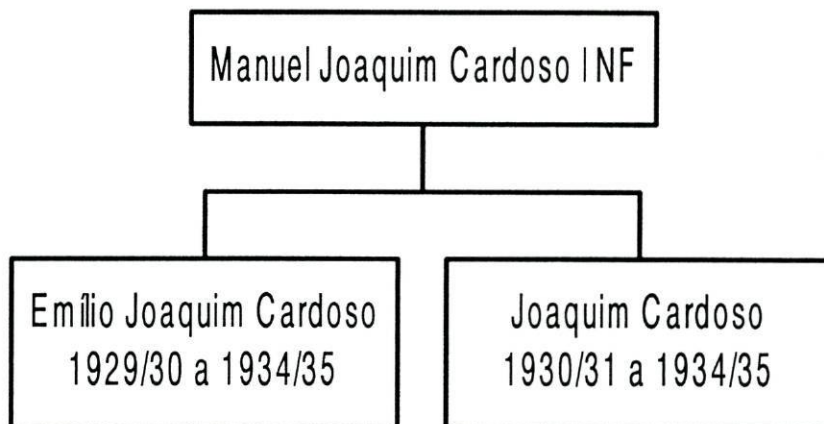 Manuel Joaquim Cardoso INF
Emílio Joaquim Cardoso
1929/30 a 1934/35
Joaquim Cardoso
1930/31 a 1934/35